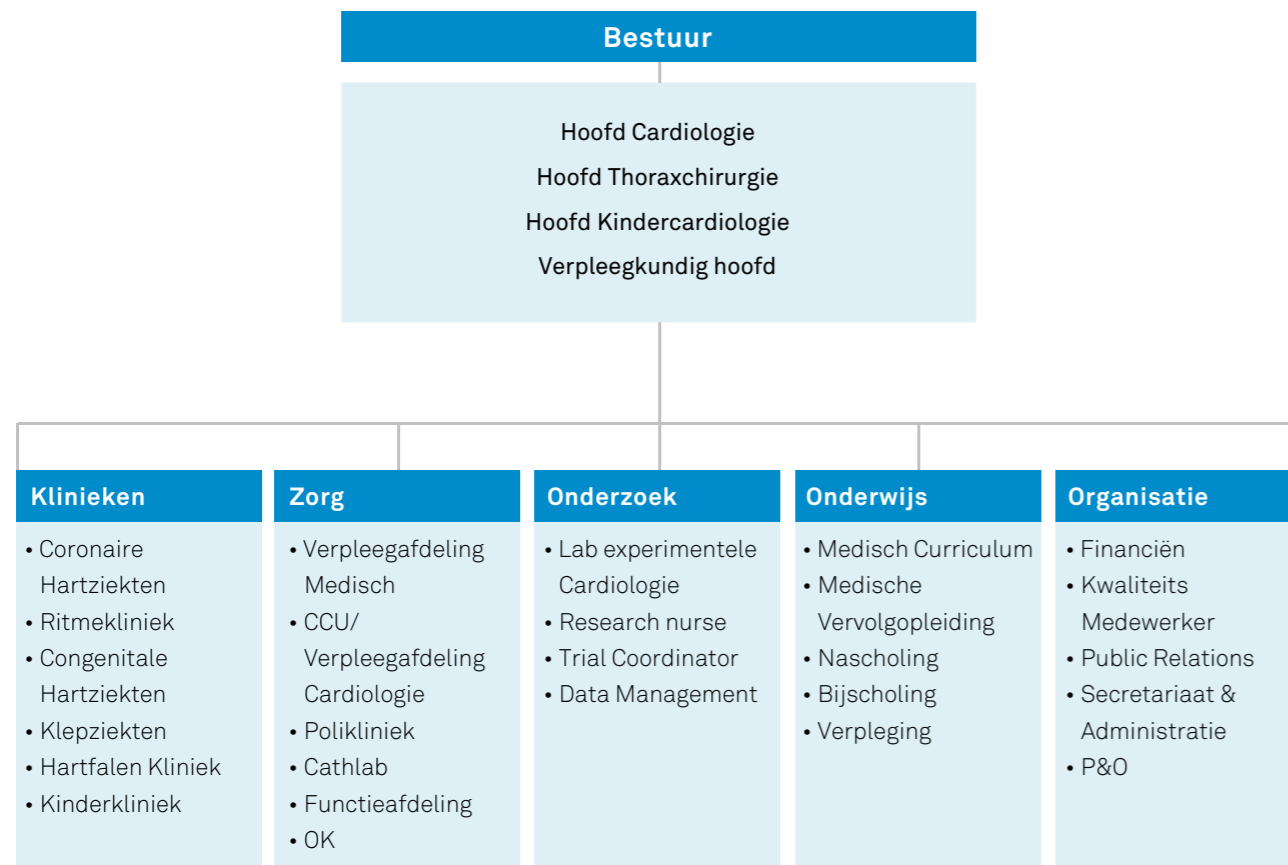 Bestuur
Hoofd Cardiologie
Hoofd Thoraxchirurgie
Hoofd Kindercardiologie
Verpleegkundig hoofd
Klinieken
• Coronaire
Hartziekten
• Ritmekliniek
• Congenitale
Hartziekten
• Klepziekten
• Hartfalen Kliniek
• Kinderkliniek
Zorg
• Verpleegafdeling
Medisch
• CCU/
Verpleegafdeling
Cardiologie
• Polikliniek
• Cathlab
• Functieafdeling
• OK
Onderzoek
• Lab experimentele
Cardiologie
• Research nurse
• Trial Coordinator
• Data Management
Onderwijs
• Medisch Curriculum
• Medische
Vervolgopleiding
• Nascholing
• Bijscholing
• Verpleging
Organisatie
• Financiën
• Kwaliteits
Medewerker
• Public Relations
• Secretariaat &
Administratie
• P&O